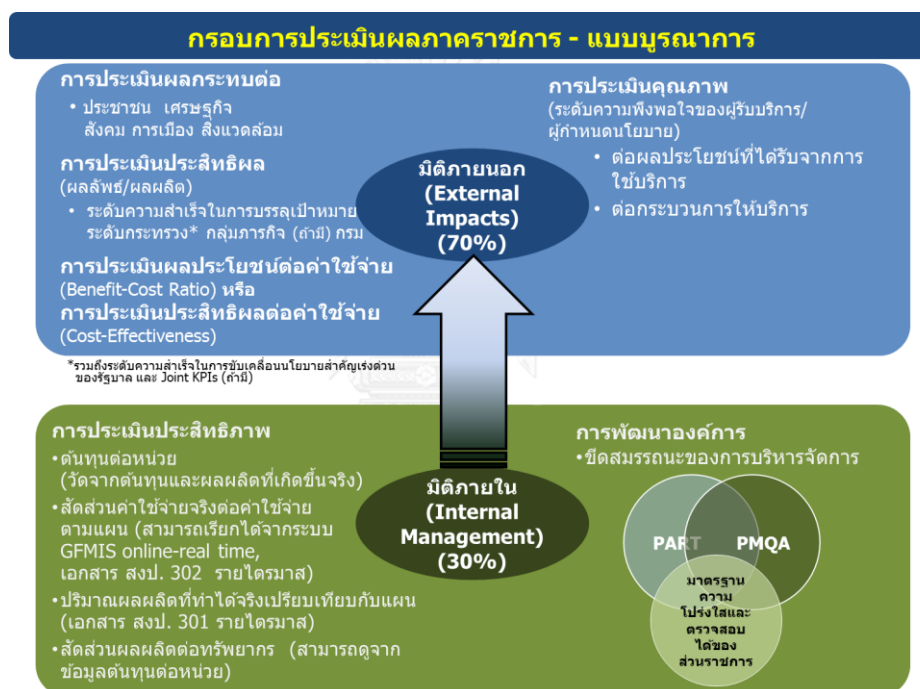 กรอบการประเมินผลภาคราชการ - แบบบูรณาการ
การประเมินผลกระทบต่อ
• ประชาชน เศรษฐกิจ
สังคม การเมือง สิ่งแวดล้อม
การประเมินประสิทธิผล
(ผลลัพธ์/ผลผลิต)
• ระดับความสำเร็จในการบรรลุเป้าหมาย
ระดับกระทรวง* กลุ่มภารกิจ (ถ้ามี) กรม
การประเมินผลประโยชน์ต่อค่าใช้จ่าย
(Benefit-Cost Ratio) หรือ
การประเมินประสิทธิผลต่อค่าใช้จ่าย
(Cost-Effectiveness)
มิติภายนอก
(External
Impacts)
(70%)
การประเมินคุณภาพ
(ระดับความพึงพอใจของผู้รับบริการ/
ผู้กำหนดนโยบาย)
• ต่อผลประโยชน์ที่ได้รับจากการ
ใช้บริการ
• ต่อกระบวนการให้บริการ
*รวมถึงระดับความสำเร็จในการขับเคลื่อนนโยบายสำคัญเร่งด่วน
ของรัฐบาล และ Joint KPIs (ถ้ามี)
การประเมินประสิทธิภาพ
•ต้นทุนต่อหน่วย
(วัดจากต้นทุนและผลผลิตที่เกิดขึ้นจริง)
•สัดส่วนค่าใช้จ่ายจริงต่อค่าใช้จ่าย
ตามแผน (สามารถเรียกได้จากระบบ
GFMIS online-real time,
เอกสาร สงป. 302 รายไตรมาส)
•ปริมาณผลผลิตที่ทำได้จริงเปรียบเทียบกับแผน
(เอกสาร สงป. 301 รายไตรมาส)
•สัดส่วนผลผลิตต่อทรัพยากร (สามารถดูจาก
ข้อมูลต้นทุนต่อหน่วย)
มิติภายใน
(Internal
Management)
(30%)
การพัฒนาองค์การ
•ขีดสมรรถนะของการบริหารจัดการ
PART
PMQA
มาตรฐาน
ความ
โปร่งใสและ
ตรวจสอบ
ได้ของ
ส่วนราชการ